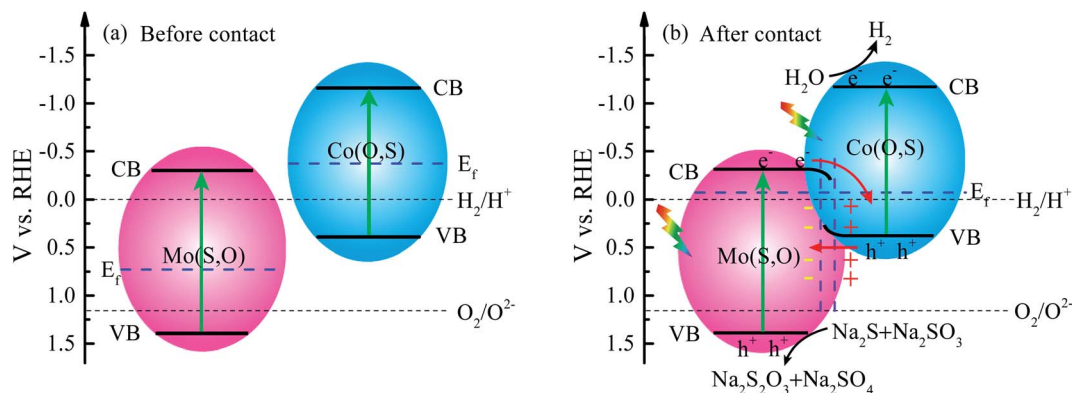 (a) Before contact
V vs. RHE
-1.5
-1.0
-0.5
0.0
0.5
1.0
1.5
CB
Co(O,S)
E_f
CB
H₂/H⁺
VB
Mo(S,O)
E_f
O₂/O²⁻
VB
(b) After contact
V vs. RHE
-1.5
-1.0
-0.5
0.0
0.5
1.0
1.5
H₂
H₂O
e⁻ e⁻
CB
Co(O,S)
CB
e⁻ e⁻
E_f
H₂/H⁺
− +
− +
VB
h⁺ h⁺
Mo(S,O)
− +
− +
O₂/O²⁻
VB
h⁺ h⁺
Na₂S+Na₂SO₃
Na₂S₂O₃+Na₂SO₄